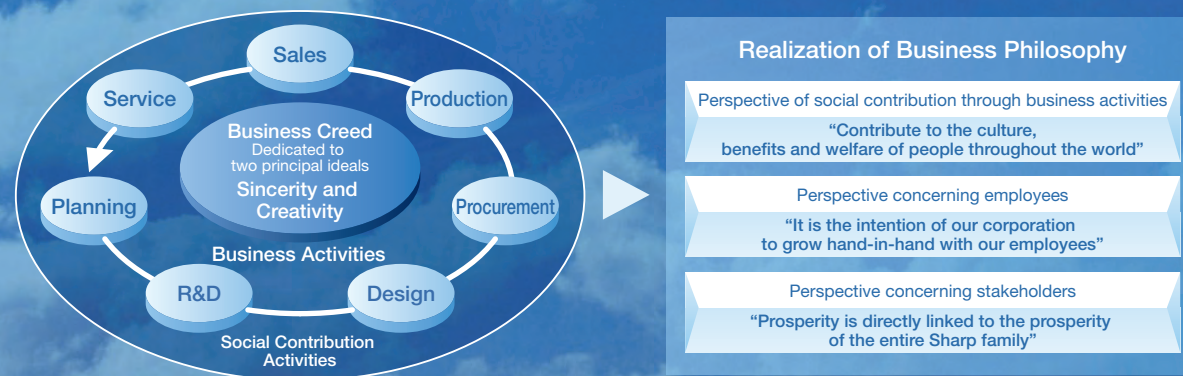 Sales
Service
Production
Business Creed
Dedicated to
two principal ideals
Sincerity and
Creativity
Planning
Procurement
Business Activities
R&D
Design
Social Contribution
Activities
Realization of Business Philosophy
Perspective of social contribution through business activities
“Contribute to the culture,
benefits and welfare of people throughout the world”
Perspective concerning employees
“It is the intention of our corporation
to grow hand-in-hand with our employees”
Perspective concerning stakeholders
“Prosperity is directly linked to the prosperity
of the entire Sharp family”